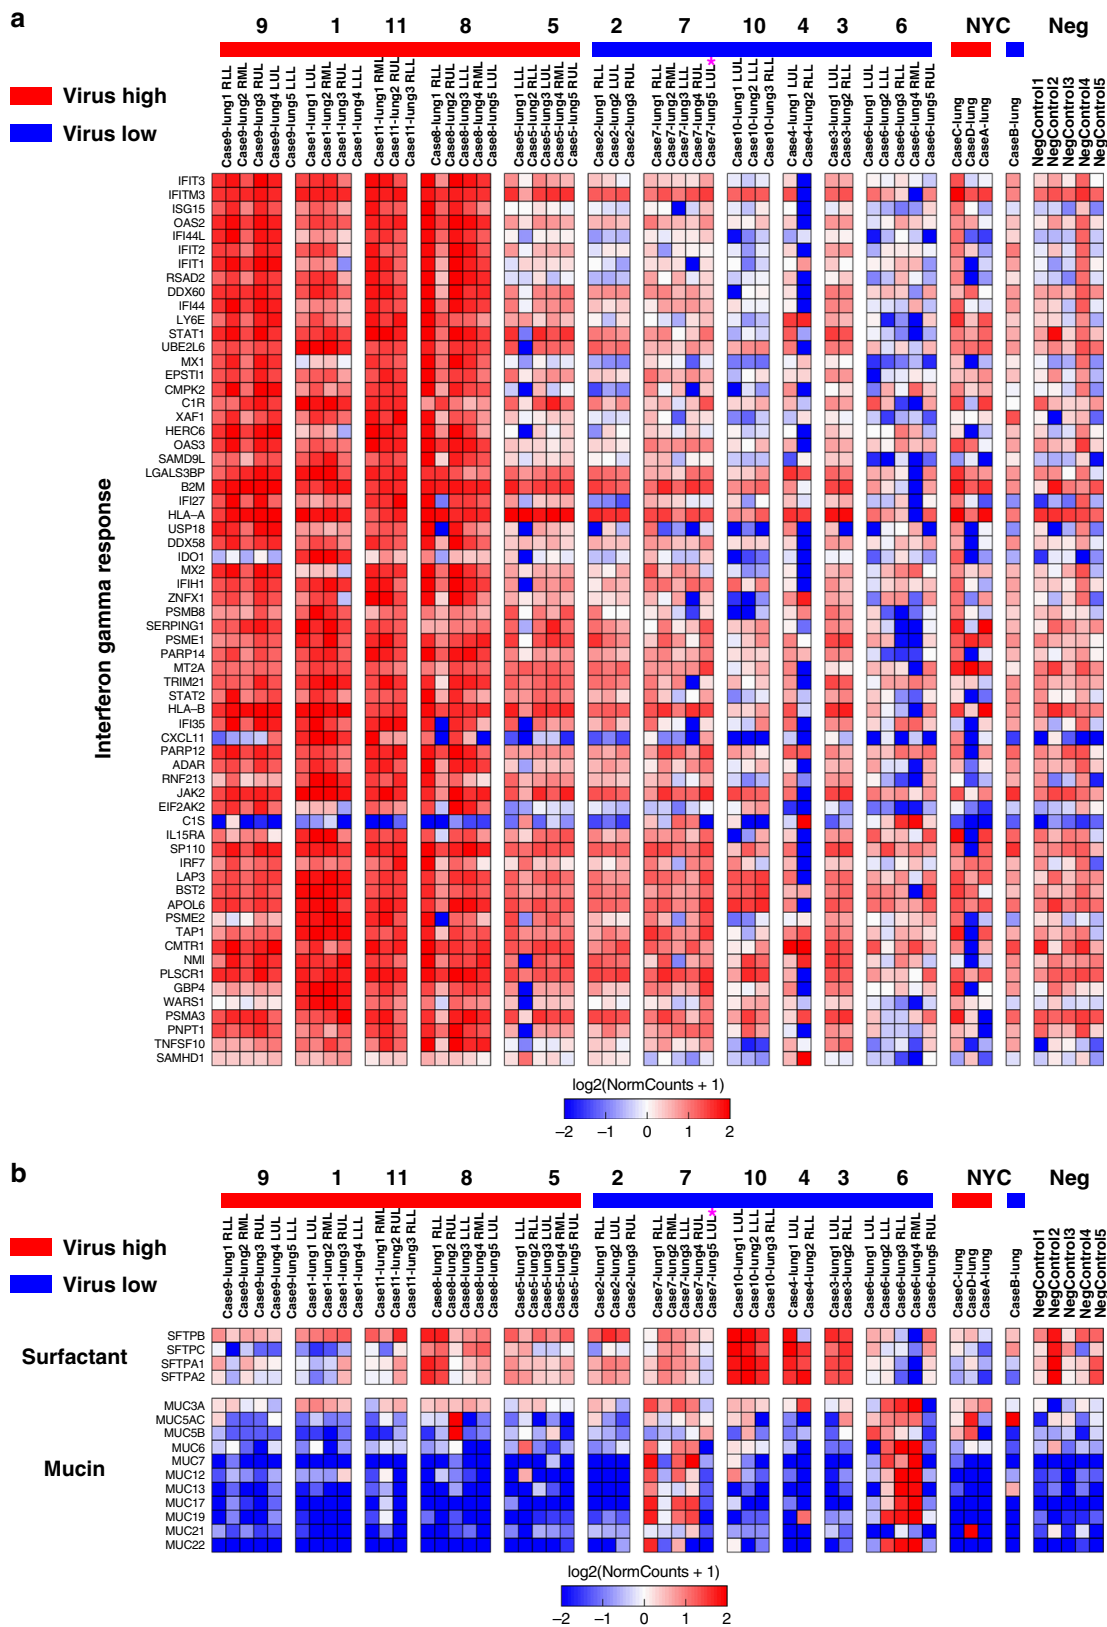 a
9 1 11 8 5 2 7 10 4 3 6 NYC Neg
Virus high
Virus low
*
Case9-lung1 RLL
Case9-lung2 RML
Case9-lung3 RUL
Case9-lung4 LUL
Case9-lung5 LLL
Case1-lung1 LUL
Case1-lung2 RML
Case1-lung3 RUL
Case1-lung4 LLL
Case11-lung1 RML
Case11-lung2 RUL
Case11-lung3 RLL
Case8-lung1 RLL
Case8-lung2 RUL
Case8-lung3 LLL
Case8-lung4 RML
Case8-lung5 LUL
Case5-lung1 LLL
Case5-lung2 RLL
Case5-lung3 LUL
Case5-lung4 RML
Case5-lung5 RUL
Case2-lung1 RLL
Case2-lung2 LUL
Case2-lung3 RUL
Case7-lung1 RLL
Case7-lung2 RML
Case7-lung3 LLL
Case7-lung4 RUL
Case7-lung5 LUL
Case10-lung1 LUL
Case10-lung2 LLL
Case10-lung3 RLL
Case4-lung1 LUL
Case4-lung2 RLL
Case3-lung1 LUL
Case3-lung2 RLL
Case6-lung1 LUL
Case6-lung2 LLL
Case6-lung3 RLL
Case6-lung4 RML
Case6-lung5 RUL
CaseC-lung
CaseD-lung
CaseA-lung
CaseB-lung
NegControl1
NegControl2
NegControl3
NegControl4
NegControl5
Interferon gamma response
IFIT3
IFITM3
ISG15
OAS2
IFI44L
IFIT2
IFIT1
RSAD2
DDX60
IFI44
LY6E
STAT1
UBE2L6
MX1
EPSTI1
CMPK2
C1R
XAF1
HERC6
OAS3
SAMD9L
LGALS3BP
B2M
IFI27
HLA–A
USP18
DDX58
IDO1
MX2
IFIH1
ZNFX1
PSMB8
SERPING1
PSME1
PARP14
MT2A
TRIM21
STAT2
HLA–B
IFI35
CXCL11
PARP12
ADAR
RNF213
JAK2
EIF2AK2
C1S
IL15RA
SP110
IRF7
LAP3
BST2
APOL6
PSME2
TAP1
CMTR1
NMI
PLSCR1
GBP4
WARS1
PSMA3
PNPT1
TNFSF10
SAMHD1
log2(NormCounts + 1)
–2 –1 0 1 2
b
9 1 11 8 5 2 7 10 4 3 6 NYC Neg
Virus high
Virus low
*
Case9-lung1 RLL
Case9-lung2 RML
Case9-lung3 RUL
Case9-lung4 LUL
Case9-lung5 LLL
Case1-lung1 LUL
Case1-lung2 RML
Case1-lung3 RUL
Case1-lung4 LLL
Case11-lung1 RML
Case11-lung2 RUL
Case11-lung3 RLL
Case8-lung1 RLL
Case8-lung2 RUL
Case8-lung3 LLL
Case8-lung4 RML
Case8-lung5 LUL
Case5-lung1 LLL
Case5-lung2 RLL
Case5-lung3 LUL
Case5-lung4 RML
Case5-lung5 RUL
Case2-lung1 RLL
Case2-lung2 LUL
Case2-lung3 RUL
Case7-lung1 RLL
Case7-lung2 RML
Case7-lung3 LLL
Case7-lung4 RUL
Case7-lung5 LUL
Case10-lung1 LUL
Case10-lung2 LLL
Case10-lung3 RLL
Case4-lung1 LUL
Case4-lung2 RLL
Case3-lung1 LUL
Case3-lung2 RLL
Case6-lung1 LUL
Case6-lung2 LLL
Case6-lung3 RLL
Case6-lung4 RML
Case6-lung5 RUL
CaseC-lung
CaseD-lung
CaseA-lung
CaseB-lung
NegControl1
NegControl2
NegControl3
NegControl4
NegControl5
Surfactant
SFTPB
SFTPC
SFTPA1
SFTPA2
Mucin
MUC3A
MUC5AC
MUC5B
MUC6
MUC7
MUC12
MUC13
MUC17
MUC19
MUC21
MUC22
log2(NormCounts + 1)
–2 –1 0 1 2